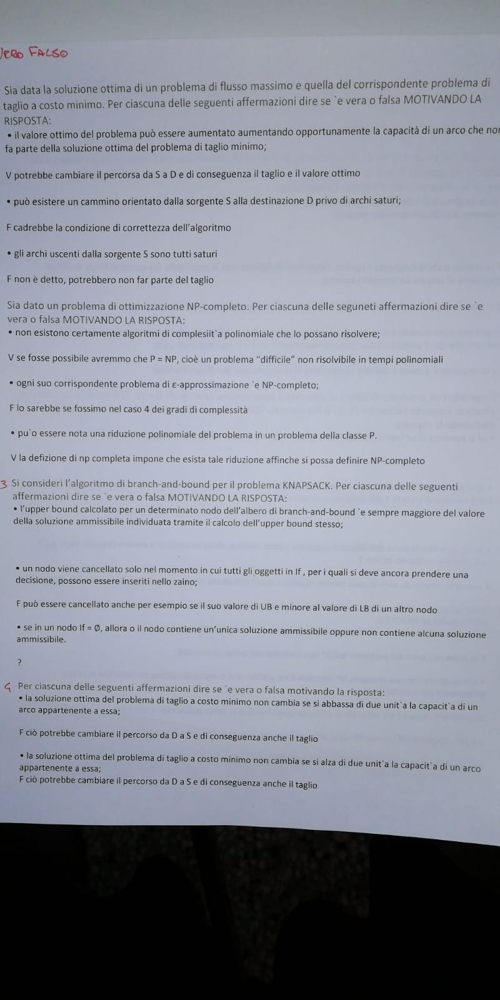 VERO FALSO
Sia data la soluzione ottima di un problema di flusso massimo e quella del corrispondente problema di
taglio a costo minimo. Per ciascuna delle seguenti affermazioni dire se `e vera o falsa MOTIVANDO LA
RISPOSTA:
• il valore ottimo del problema può essere aumentato aumentando opportunamente la capacità di un arco che non
fa parte della soluzione ottima del problema di taglio minimo;
V potrebbe cambiare il percorsa da S a D e di conseguenza il taglio e il valore ottimo
• può esistere un cammino orientato dalla sorgente S alla destinazione D privo di archi saturi;
F cadrebbe la condizione di correttezza dell'algoritmo
• gli archi uscenti dalla sorgente S sono tutti saturi
F non è detto, potrebbero non far parte del taglio
Sia dato un problema di ottimizzazione NP-completo. Per ciascuna delle seguneti affermazioni dire se `e
vera o falsa MOTIVANDO LA RISPOSTA:
• non esistono certamente algoritmi di complesiit`a polinomiale che lo possano risolvere;
V se fosse possibile avremmo che P = NP, cioè un problema "difficile" non risolvibile in tempi polinomiali
• ogni suo corrispondente problema di ε-approssimazione `e NP-completo;
F lo sarebbe se fossimo nel caso 4 dei gradi di complessità
• pu`o essere nota una riduzione polinomiale del problema in un problema della classe P.
V la defizione di np completa impone che esista tale riduzione affinche si possa definire NP-completo
3 Si consideri l'algoritmo di branch-and-bound per il problema KNAPSACK. Per ciascuna delle seguenti
affermazioni dire se `e vera o falsa MOTIVANDO LA RISPOSTA:
• l'upper bound calcolato per un determinato nodo dell'albero di branch-and-bound `e sempre maggiore del valore
della soluzione ammissibile individuata tramite il calcolo dell'upper bound stesso;
• un nodo viene cancellato solo nel momento in cui tutti gli oggetti in If , per i quali si deve ancora prendere una
decisione, possono essere inseriti nello zaino;
F può essere cancellato anche per esempio se il suo valore di UB e minore al valore di LB di un altro nodo
• se in un nodo If = Ø, allora o il nodo contiene un'unica soluzione ammissibile oppure non contiene alcuna soluzione
ammissibile.
?
4 Per ciascuna delle seguenti affermazioni dire se `e vera o falsa motivando la risposta:
• la soluzione ottima del problema di taglio a costo minimo non cambia se si abbassa di due unit`a la capacit`a di un
arco appartenente a essa;
F ciò potrebbe cambiare il percorso da D a S e di conseguenza anche il taglio
• la soluzione ottima del problema di taglio a costo minimo non cambia se si alza di due unit`a la capacit`a di un arco
appartenente a essa;
F ciò potrebbe cambiare il percorso da D a S e di conseguenza anche il taglio